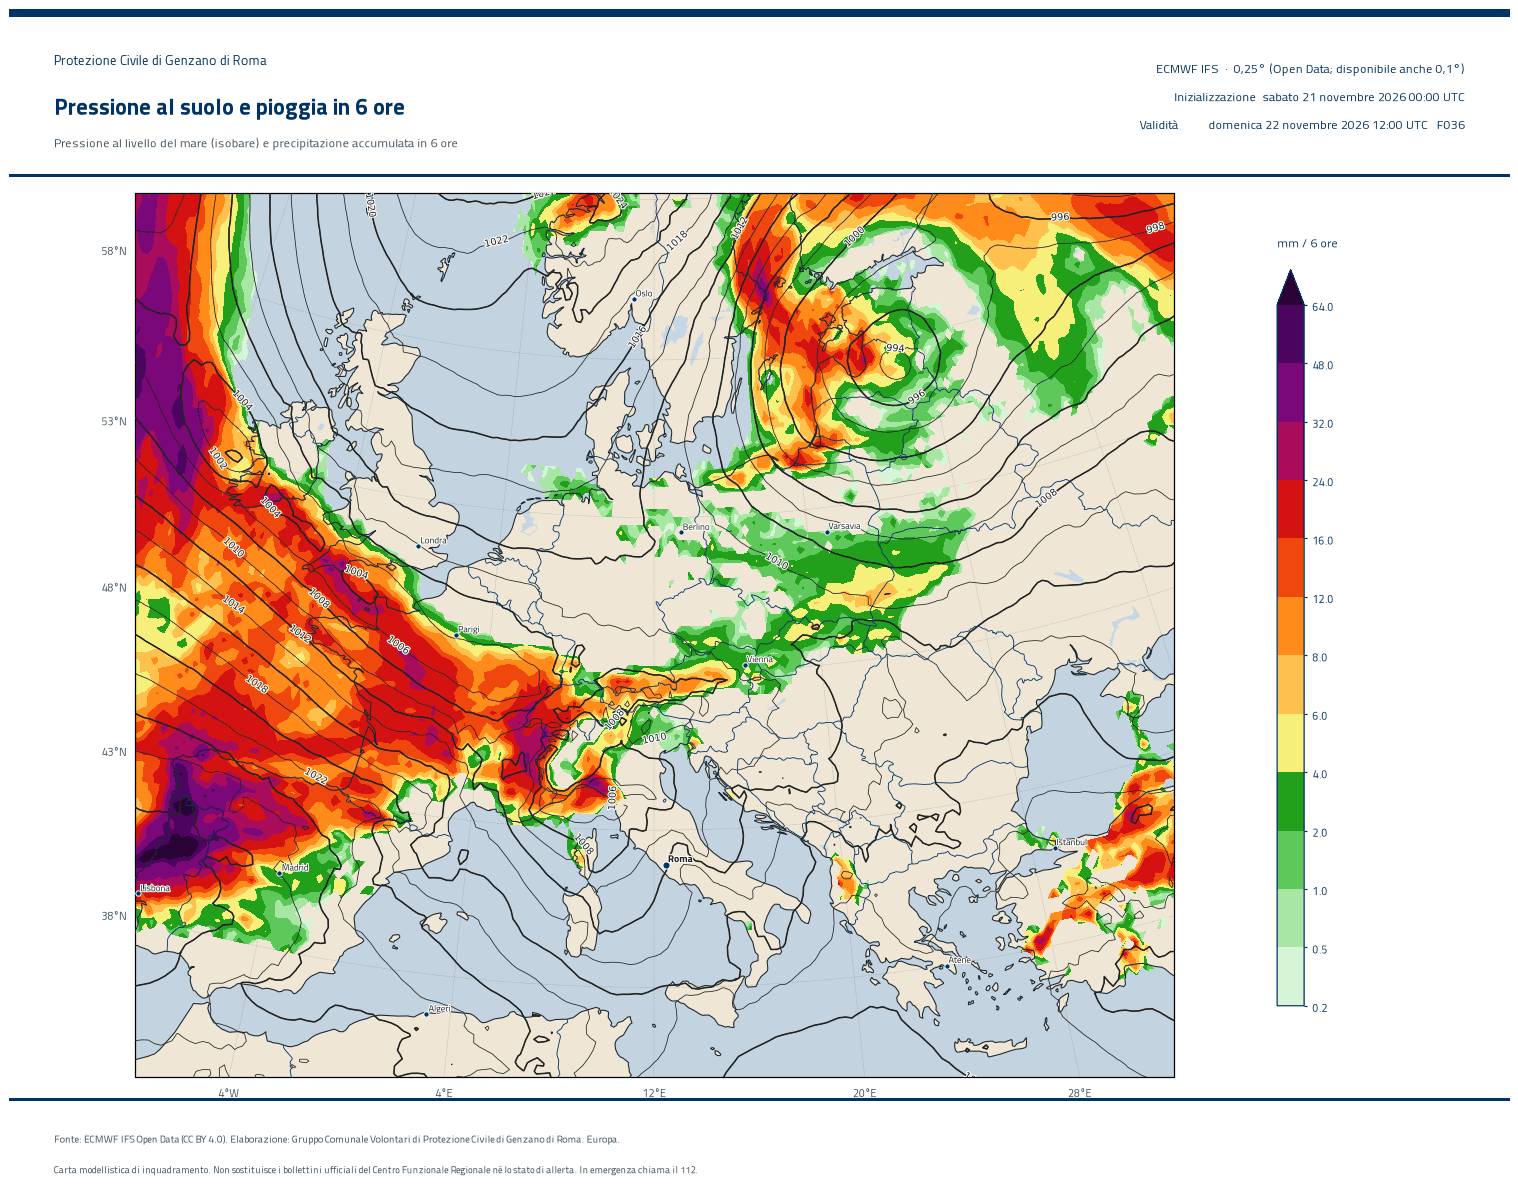 Protezione Civile di Genzano di Roma
Pressione al suolo e pioggia in 6 ore
Pressione al livello del mare (isobare) e precipitazione accumulata in 6 ore
ECMWF IFS · 0,25° (Open Data; disponibile anche 0,1°)
Inizializzazione sabato 21 novembre 2026 00:00 UTC
Validità domenica 22 novembre 2026 12:00 UTC F036
1020
1022
1018
1012
1000
996
998
58°N
Oslo
1016
994
996
1004
53°N
1002
1004
1008
Londra
Berlino
Varsavia
1010
1010
1004
48°N
1008
1014
1012
1006
Parigi
Vienna
1018
1008
1010
43°N
1022
1006
1008
Istanbul
Roma
Madrid
Lisbona
38°N
Atene
Algeri
4°W
4°E
12°E
20°E
28°E
mm / 6 ore
64.0
48.0
32.0
24.0
16.0
12.0
8.0
6.0
4.0
2.0
1.0
0.5
0.2
Fonte: ECMWF IFS Open Data (CC BY 4.0). Elaborazione: Gruppo Comunale Volontari di Protezione Civile di Genzano di Roma. Europa.
Carta modellistica di inquadramento. Non sostituisce i bollettini ufficiali del Centro Funzionale Regionale né lo stato di allerta. In emergenza chiama il 112.